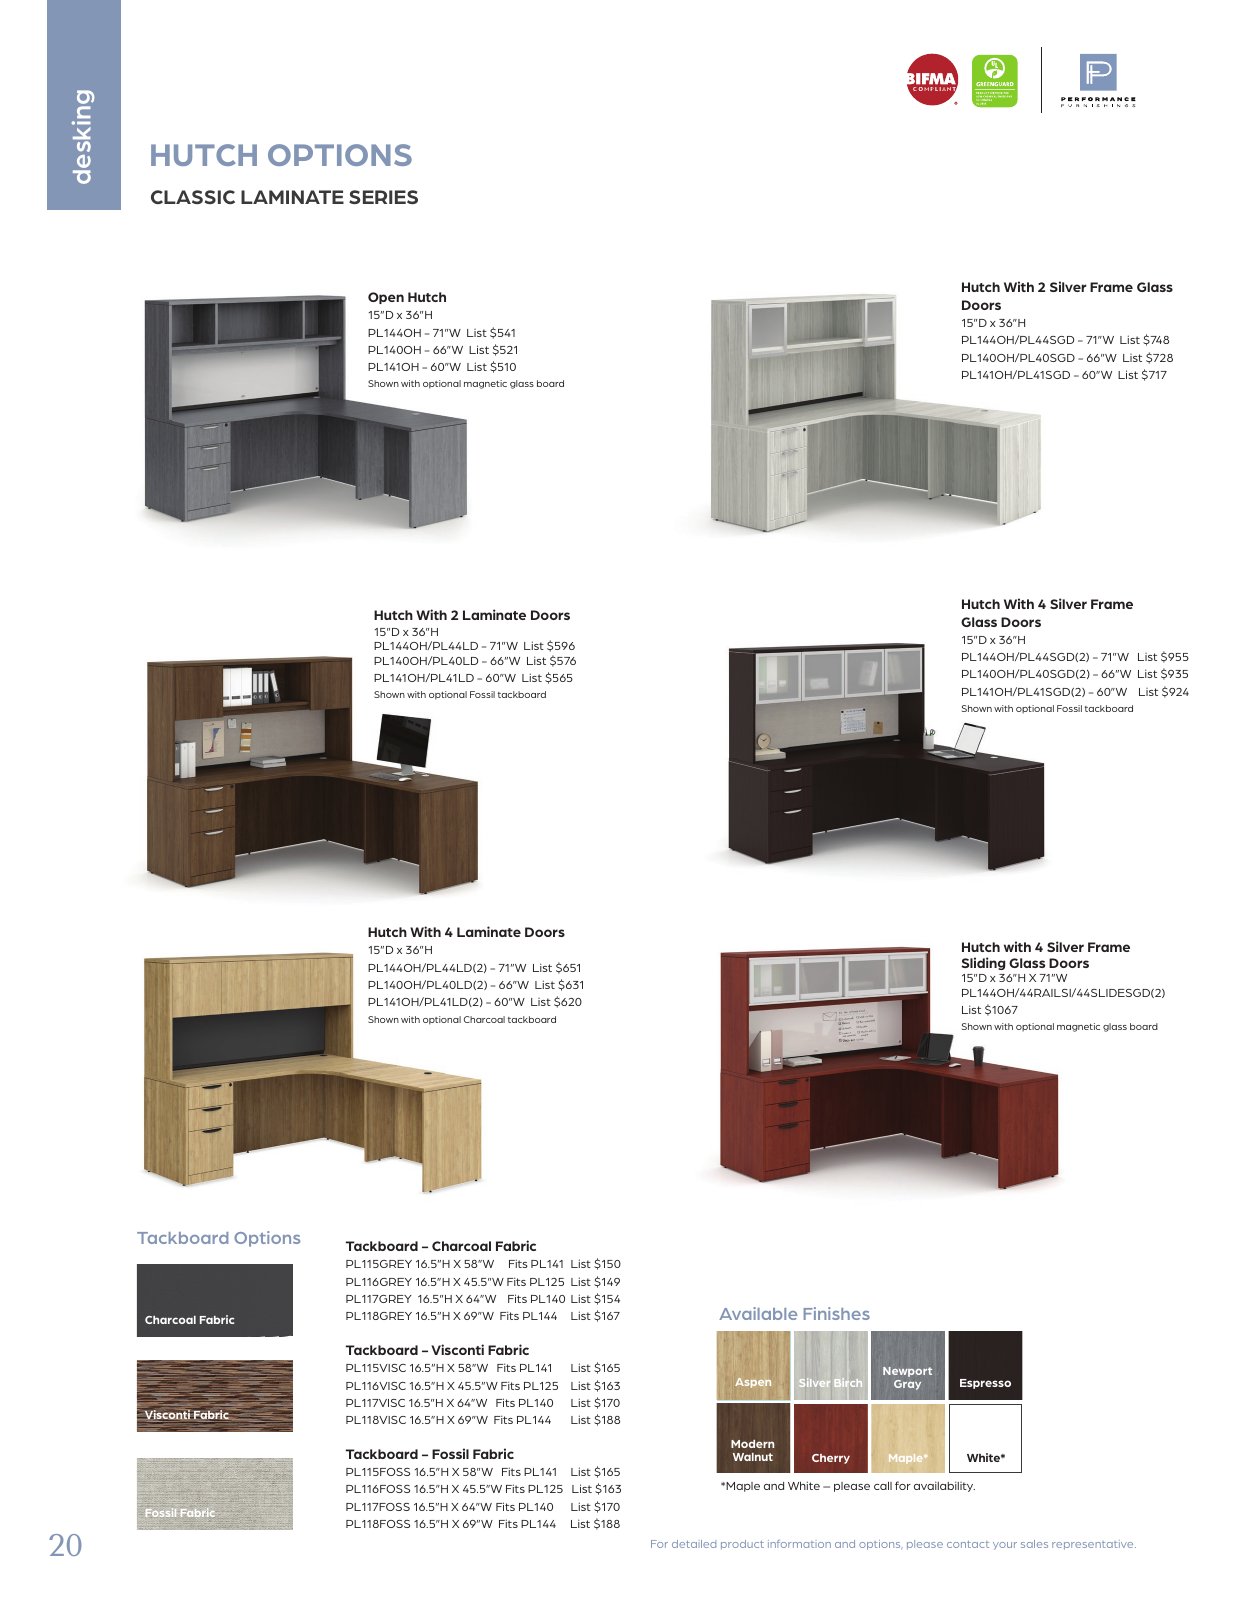 desking
BIFMA
COMPLIANT
GREENGUARD
PERFORMANCE
FURNISHINGS
HUTCH OPTIONS
CLASSIC LAMINATE SERIES
Open Hutch
15"D x 36"H
PL144OH - 71"W List $541
PL140OH - 66"W List $521
PL141OH - 60"W List $510
Shown with optional magnetic glass board
Hutch With 2 Silver Frame Glass
Doors
15"D x 36"H
PL144OH/PL44SGD - 71"W List $748
PL140OH/PL40SGD - 66"W List $728
PL141OH/PL41SGD - 60"W List $717
Hutch With 2 Laminate Doors
15"D x 36"H
PL144OH/PL44LD - 71"W List $596
PL140OH/PL40LD - 66"W List $576
PL141OH/PL41LD - 60"W List $565
Shown with optional Fossil tackboard
Hutch With 4 Silver Frame
Glass Doors
15"D x 36"H
PL144OH/PL44SGD(2) - 71"W List $955
PL140OH/PL40SGD(2) - 66"W List $935
PL141OH/PL41SGD(2) - 60"W List $924
Shown with optional Fossil tackboard
Hutch With 4 Laminate Doors
15"D x 36"H
PL144OH/PL44LD(2) - 71"W List $651
PL140OH/PL40LD(2) - 66"W List $631
PL141OH/PL41LD(2) - 60"W List $620
Shown with optional Charcoal tackboard
Hutch with 4 Silver Frame
Sliding Glass Doors
15"D x 36"H X 71"W
PL144OH/44RAILSI/44SLIDESGD(2)
List $1067
Shown with optional magnetic glass board
Tackboard Options
Charcoal Fabric
Visconti Fabric
Fossil Fabric
Tackboard - Charcoal Fabric
PL115GREY 16.5"H X 58"W Fits PL141 List $150
PL116GREY 16.5"H X 45.5"W Fits PL125 List $149
PL117GREY 16.5"H X 64"W Fits PL140 List $154
PL118GREY 16.5"H X 69"W Fits PL144 List $167
Tackboard - Visconti Fabric
PL115VISC 16.5"H X 58"W Fits PL141 List $165
PL116VISC 16.5"H X 45.5"W Fits PL125 List $163
PL117VISC 16.5"H X 64"W Fits PL140 List $170
PL118VISC 16.5"H X 69"W Fits PL144 List $188
Tackboard - Fossil Fabric
PL115FOSS 16.5"H X 58"W Fits PL141 List $165
PL116FOSS 16.5"H X 45.5"W Fits PL125 List $163
PL117FOSS 16.5"H X 64"W Fits PL140 List $170
PL118FOSS 16.5"H X 69"W Fits PL144 List $188
Available Finishes
Aspen
Silver Birch
Newport
Gray
Espresso
Modern
Walnut
Cherry
Maple*
White*
*Maple and White – please call for availability.
20
For detailed product information and options, please contact your sales representative.